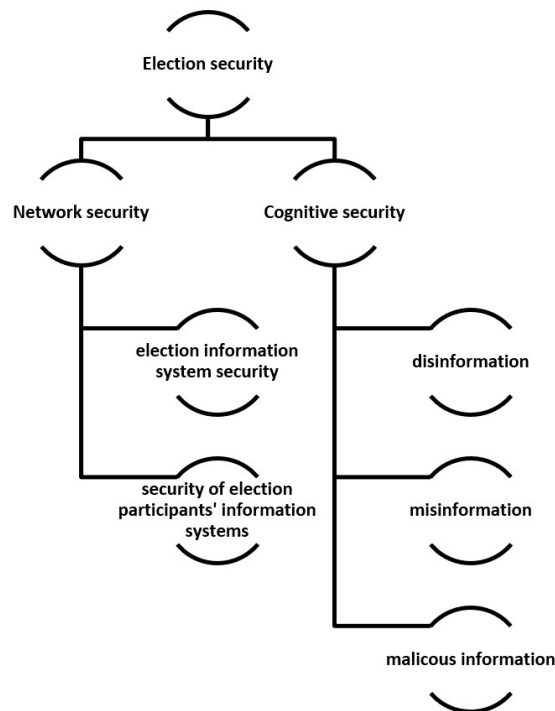 Election security
Network security
Cognitive security
election information
system security
disinformation
security of election
participants' information
systems
misinformation
malicous information